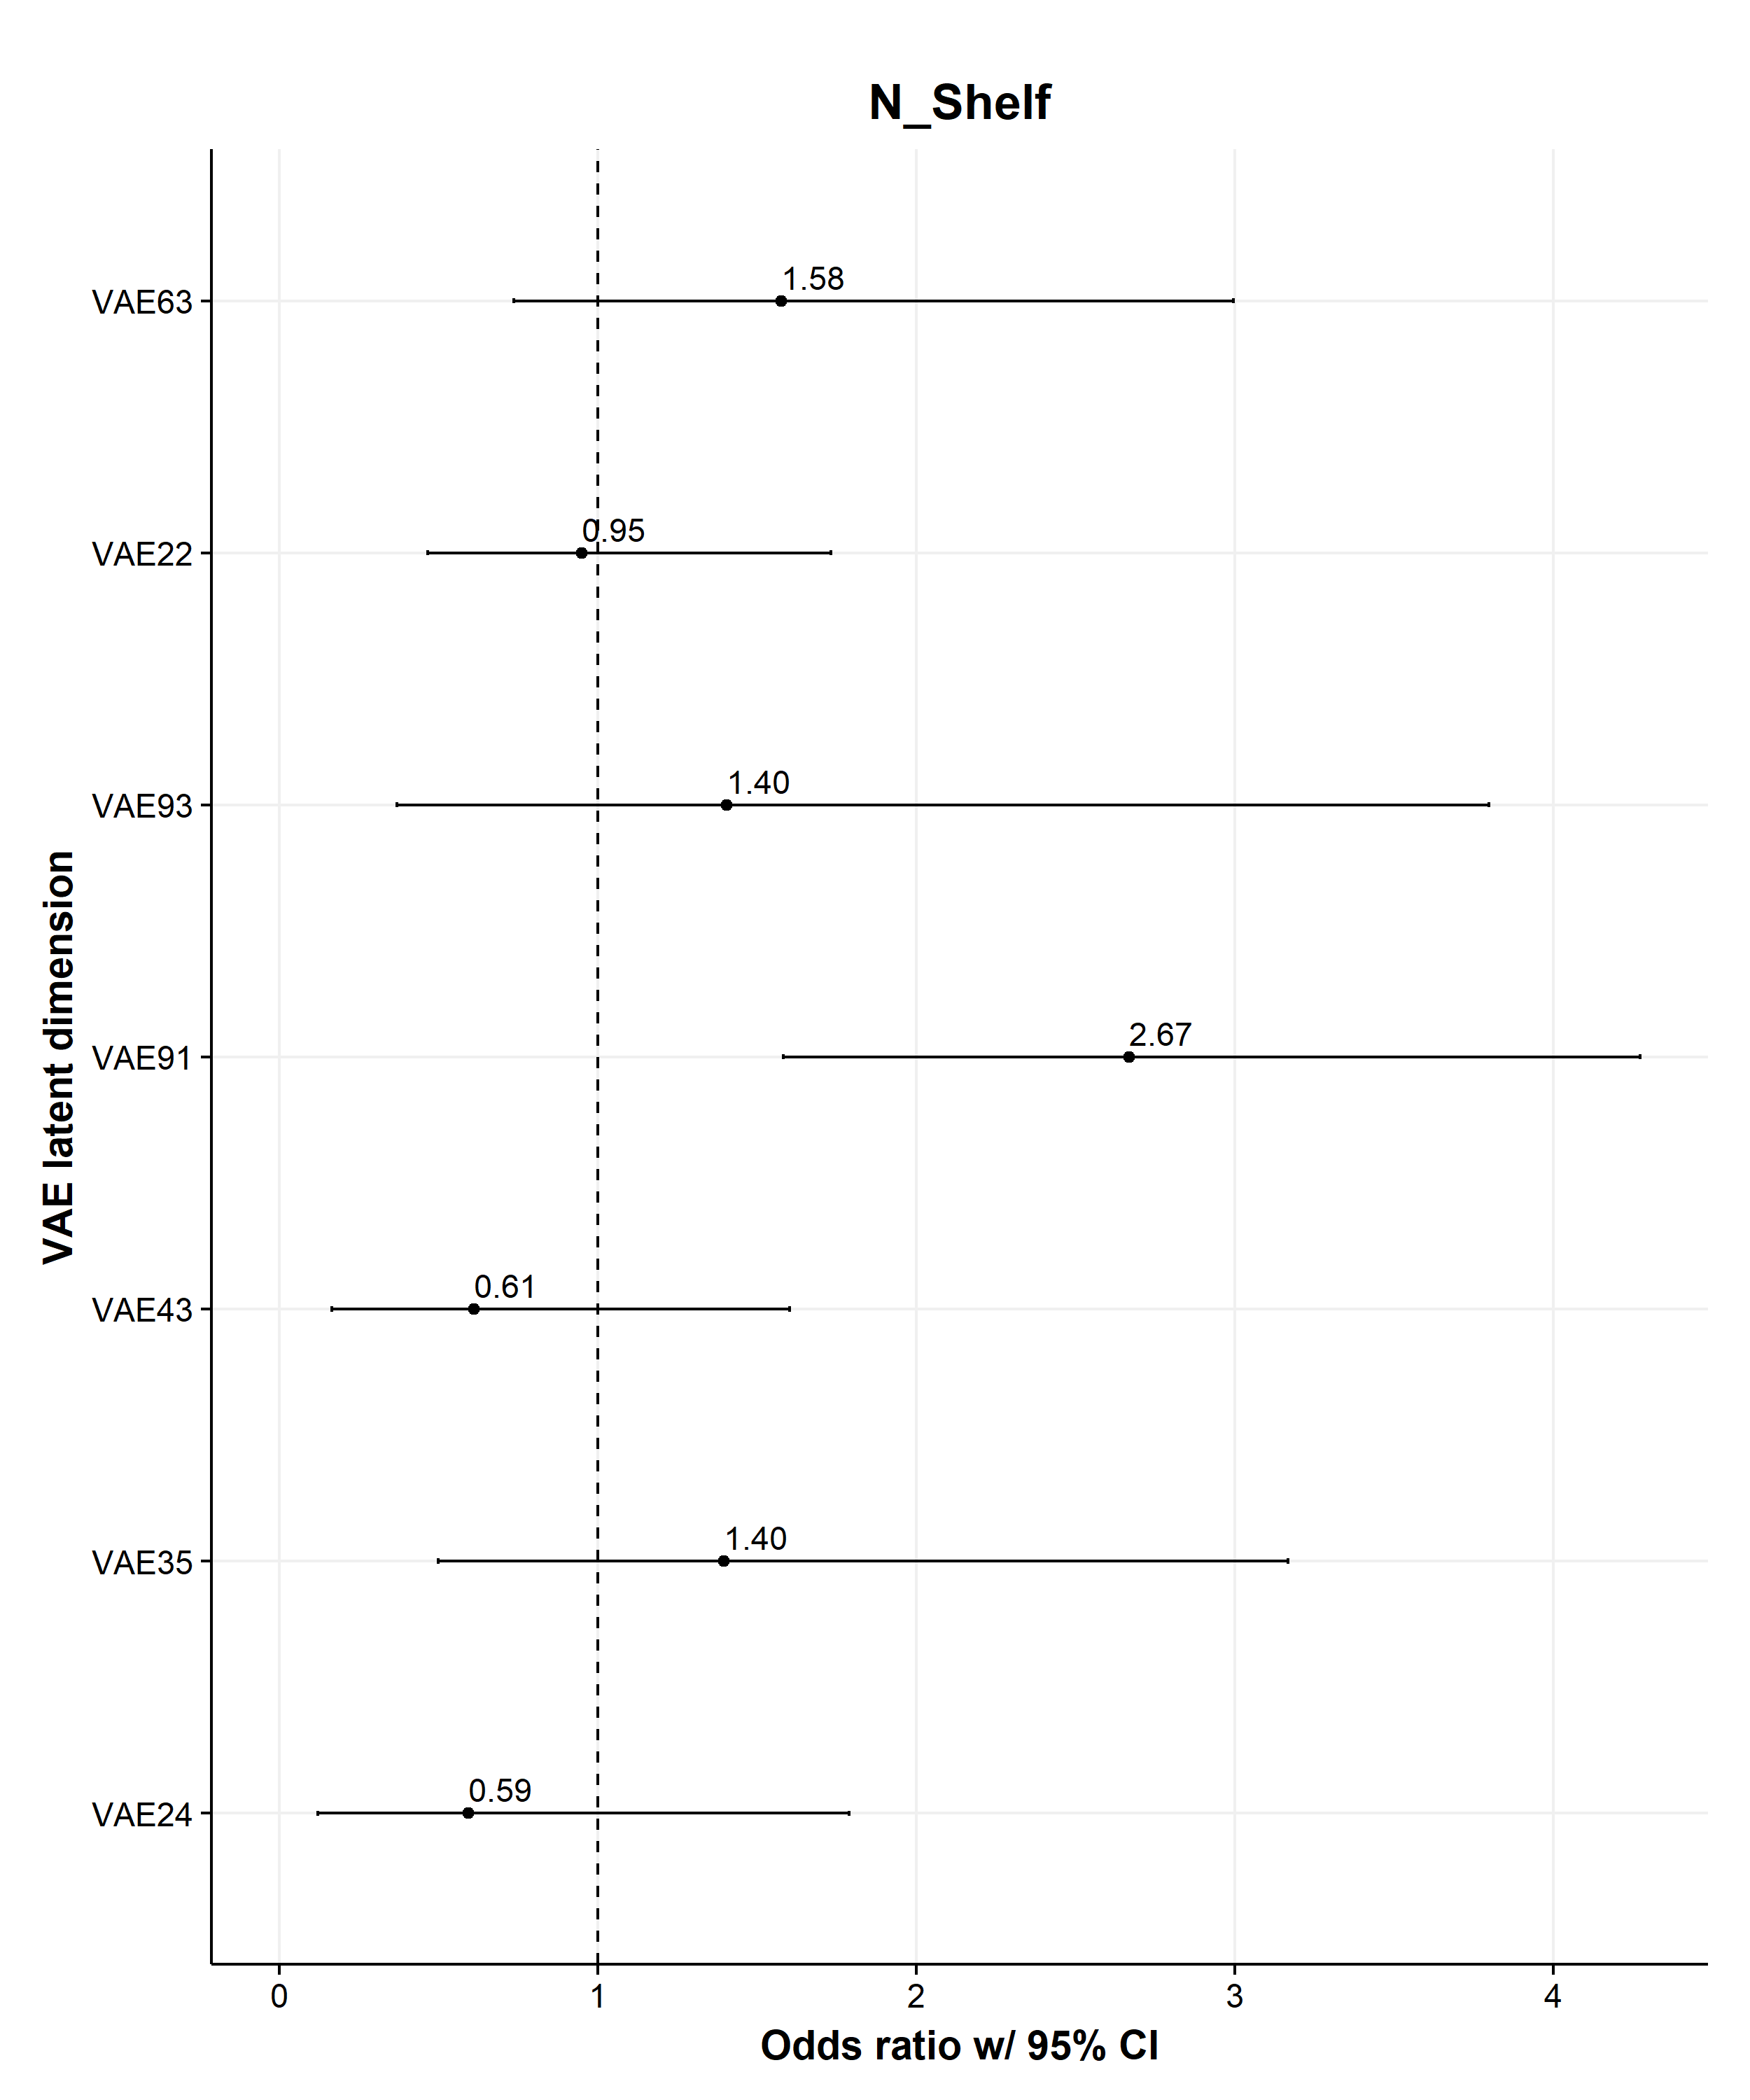 N_Shelf
VAE latent dimension
VAE63
1.58
VAE22
0.95
VAE93
1.40
VAE91
2.67
VAE43
0.61
VAE35
1.40
VAE24
0.59
0 1 2 3 4
Odds ratio w/ 95% CI